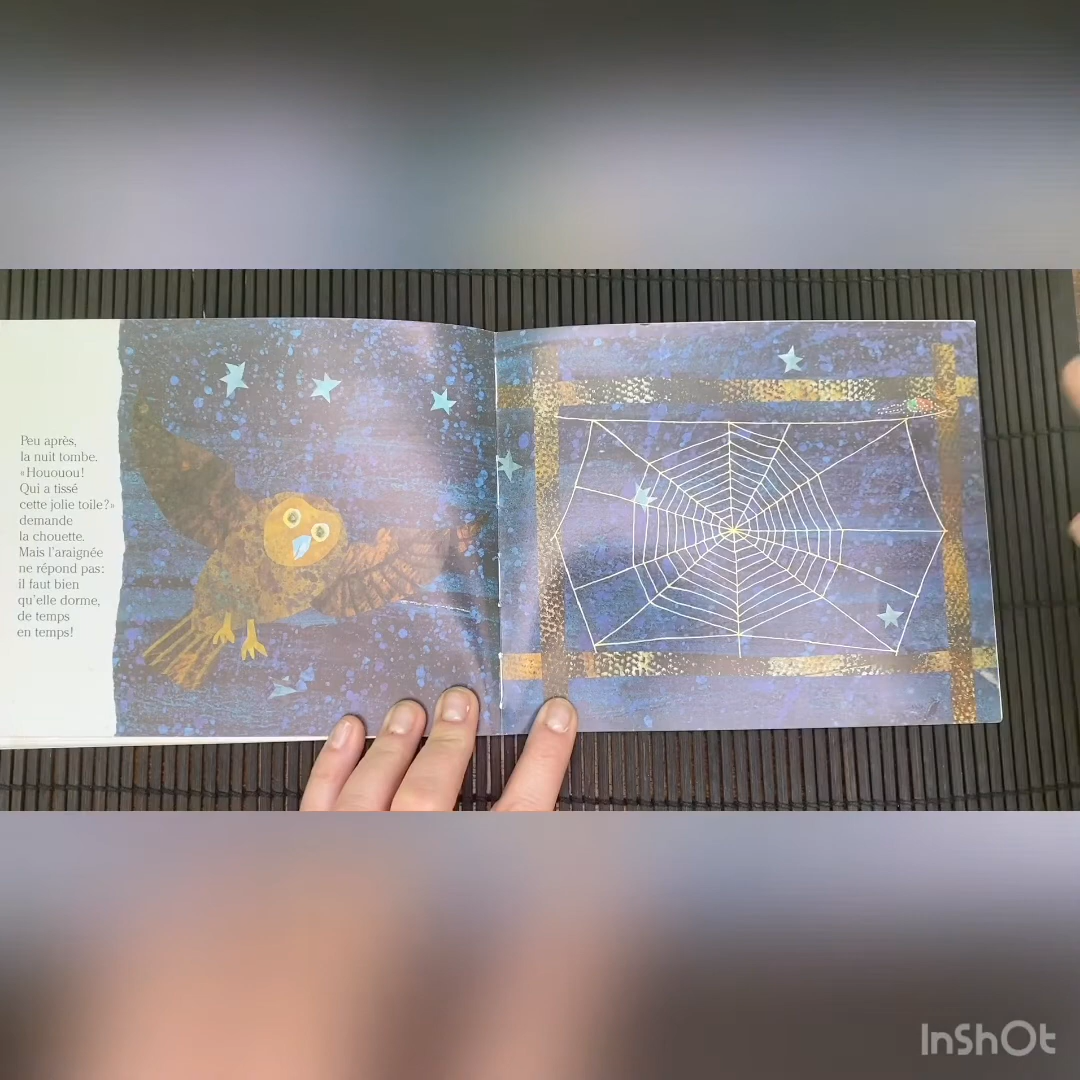 Peu après,
la nuit tombe.
«Hououou!
Qui a tissé
cette jolie toile?»
demande
la chouette.
Mais l'araignée
ne répond pas:
il faut bien
qu'elle dorme,
de temps
en temps!
InShOt